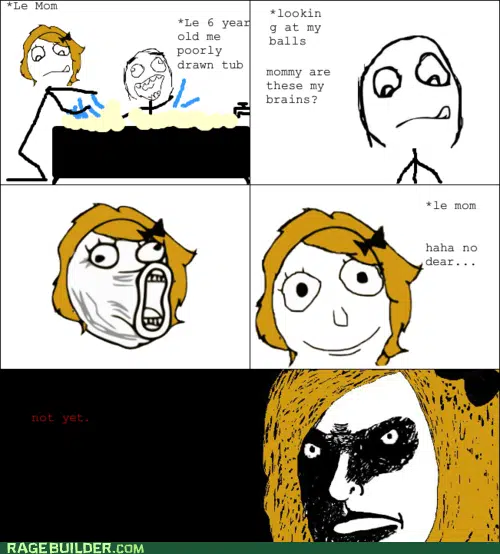 *Le Mom
*Le 6 year
old me
poorly
drawn tub
*lookin
g at my
balls
mommy are
these my
brains?
*le mom
haha no
dear...
not yet.
RAGEBUILDER.COM